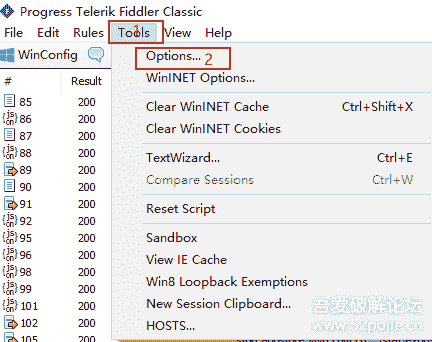 Progress Telerik Fiddler Classic
File Edit Rules Tools View Help
1
WinConfig
Options...
2
WinINET Options...
# Result
Clear WinINET Cache Ctrl+Shift+X
Clear WinINET Cookies
TextWizard... Ctrl+E
Compare Sessions Ctrl+W
Reset Script
Sandbox
View IE Cache
Win8 Loopback Exemptions
New Session Clipboard...
HOSTS...
85 200
86 200
87 200
88 200
89 200
90 200
91 200
92 200
95 200
96 200
98 200
99 200
101 200
102 200
105 200
吾爱破解论坛
www.52pojie.cn